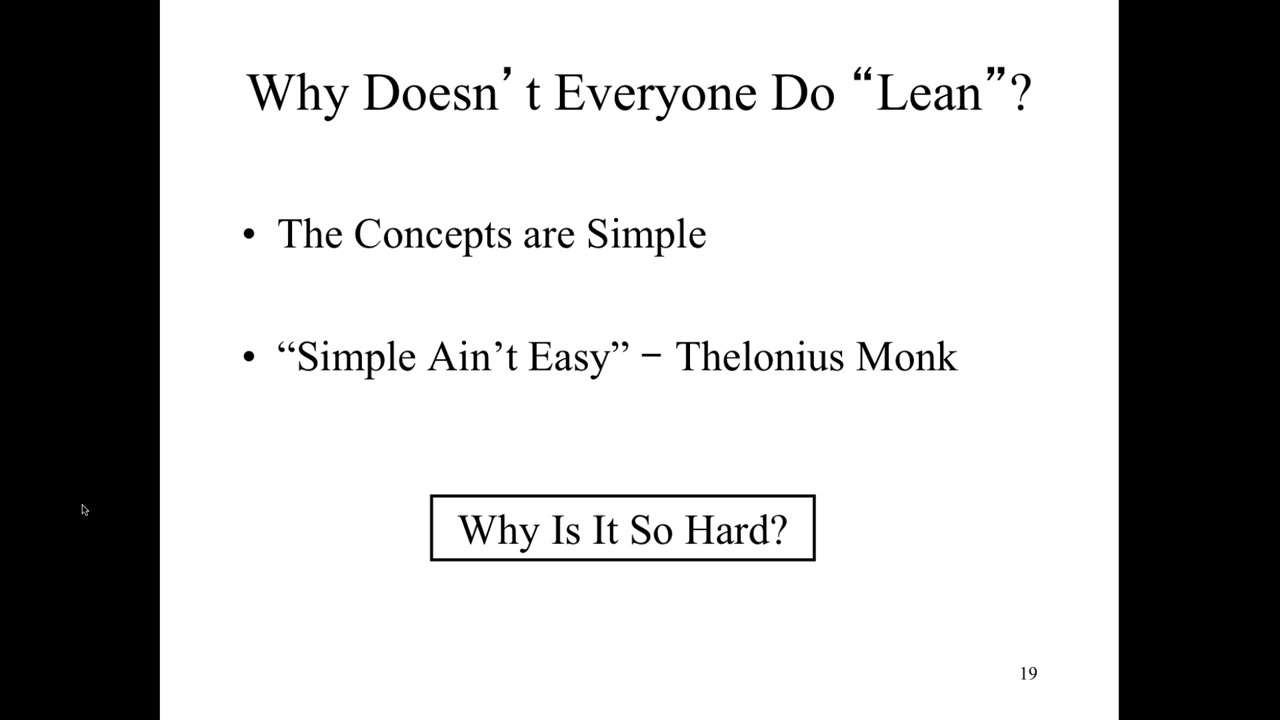 Why Doesn’t Everyone Do “Lean”?
• The Concepts are Simple
• “Simple Ain’t Easy” – Thelonius Monk
Why Is It So Hard?
19